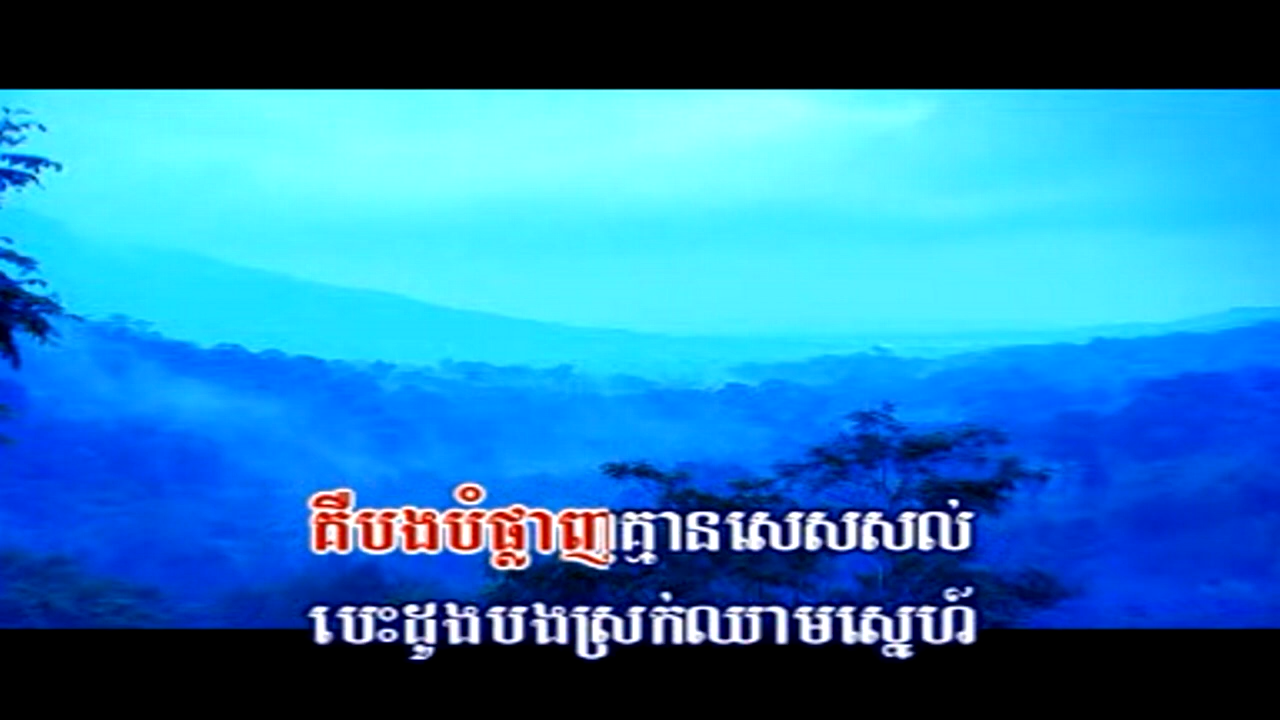 គឺបងបំផ្លាញគ្មានសេសសល់
បេះដូងបងស្រក់ឈាមស្នេហ៍